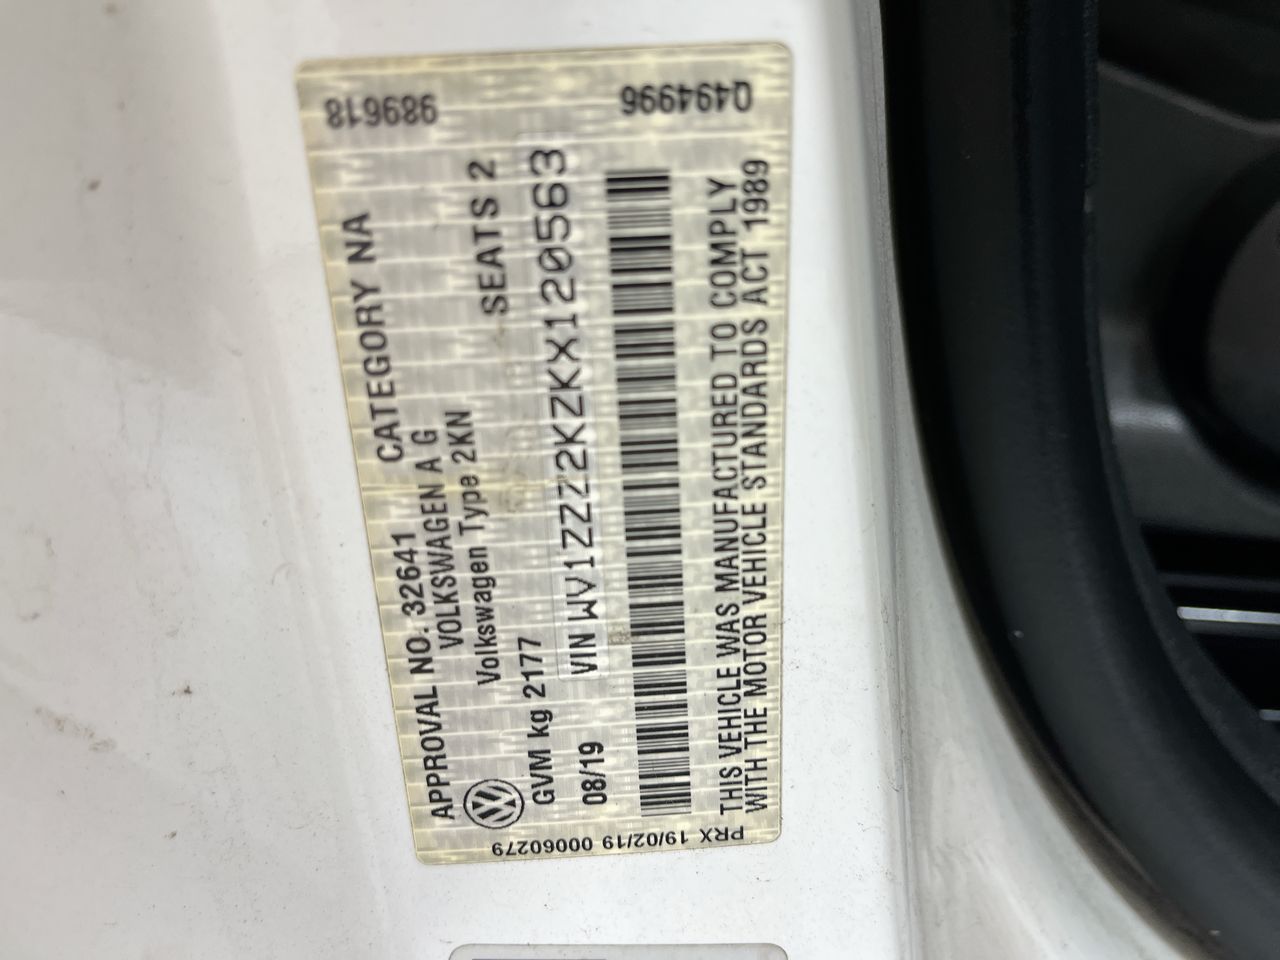 989618
Q494996
APPROVAL NO. 32641 CATEGORY NA
VOLKSWAGEN A G
Volkswagen Type 2KN
GVM kg 2177 SEATS 2
08/19 VIN WV1ZZZ2KZKX120563
THIS VEHICLE WAS MANUFACTURED TO COMPLY
WITH THE MOTOR VEHICLE STANDARDS ACT 1989
PRX 19/02/19 00060279